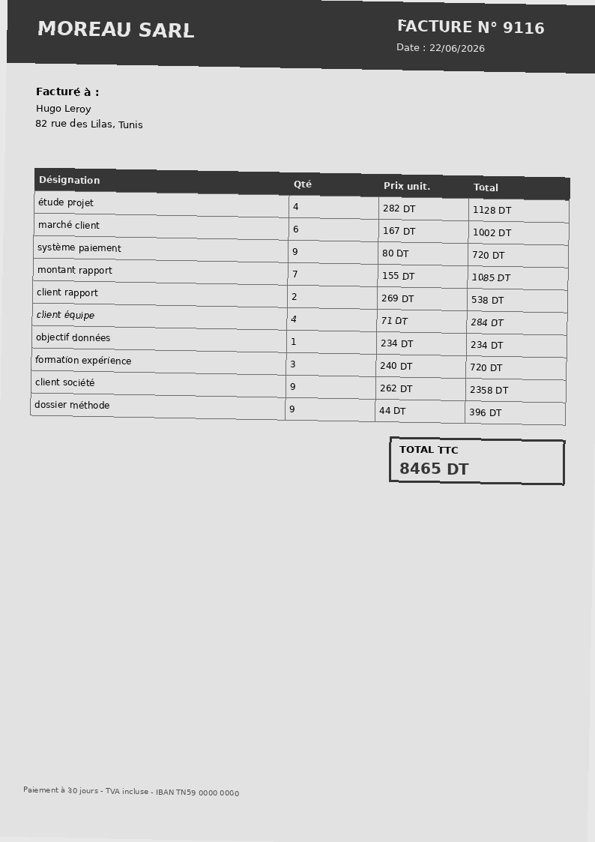 MOREAU SARL
FACTURE N° 9116
Date : 22/06/2026
Facturé à :
Hugo Leroy
82 rue des Lilas, Tunis
Désignation Qté Prix unit. Total
étude projet 4 282 DT 1128 DT
marché client 6 167 DT 1002 DT
système paiement 9 80 DT 720 DT
montant rapport 7 155 DT 1085 DT
client rapport 2 269 DT 538 DT
client équipe 4 71 DT 284 DT
objectif données 1 234 DT 234 DT
formation expérience 3 240 DT 720 DT
client société 9 262 DT 2358 DT
dossier méthode 9 44 DT 396 DT
TOTAL TTC
8465 DT
Paiement à 30 jours - TVA incluse - IBAN TN59 0000 0000